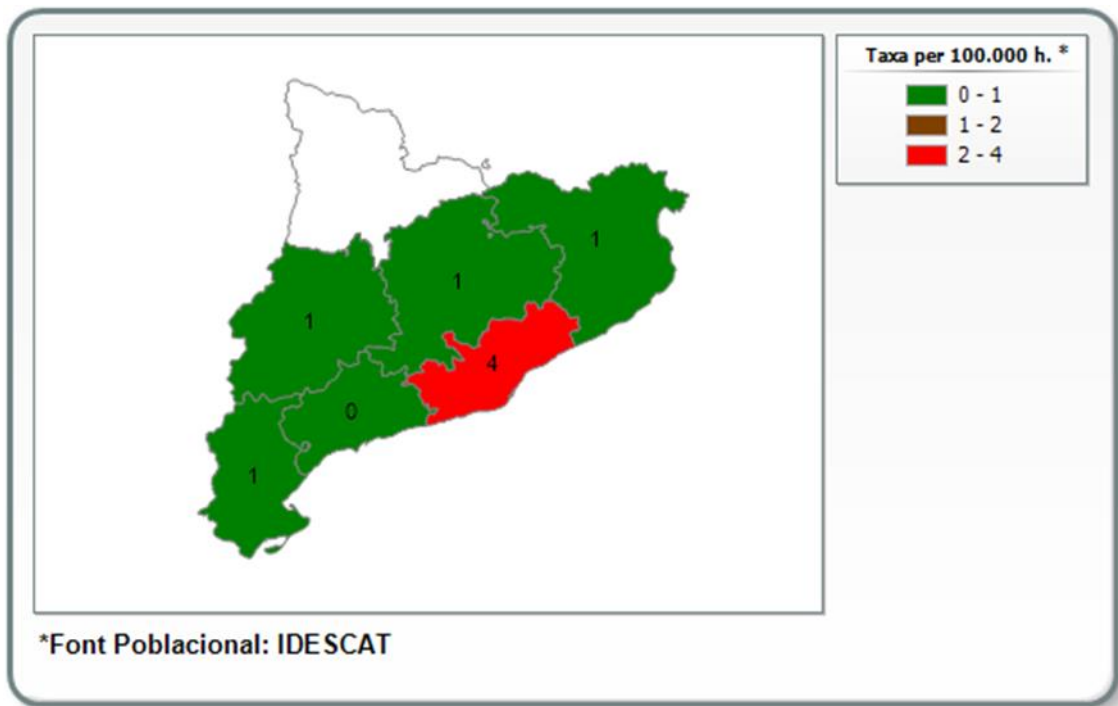 Taxa per 100.000 h. *
0 - 1
1 - 2
2 - 4
1
1
1
4
0
1
*Font Poblacional: IDESCAT